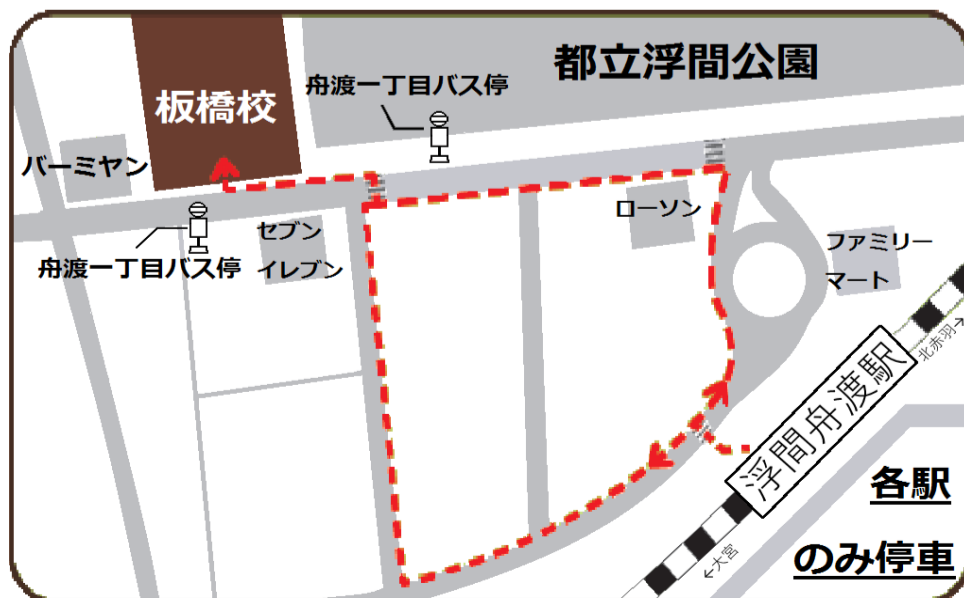 都立浮間公園
舟渡一丁目バス停
板橋校
バーミヤン
ローソン
セブン
イレブン
舟渡一丁目バス停
ファミリー
マート
北赤羽→
浮間舟渡駅
各駅
のみ停車
←大宮